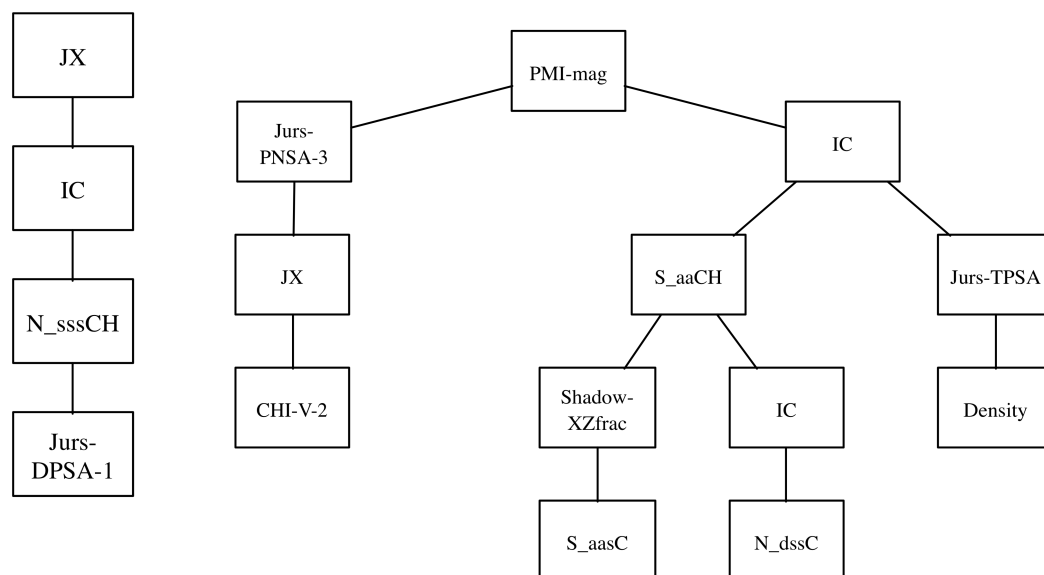 JX
IC
N_sssCH
Jurs-
DPSA-1
PMI-mag
Jurs-
PNSA-3
IC
JX
S_aaCH
Jurs-TPSA
CHI-V-2
Shadow-
XZfrac
IC
Density
S_aasC
N_dssC